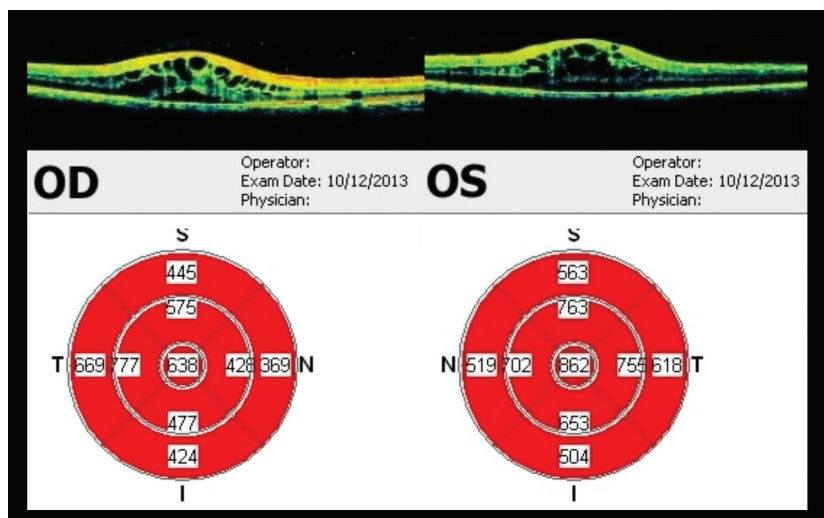 OD
Operator:
Exam Date: 10/12/2013
Physician:
OS
Operator:
Exam Date: 10/12/2013
Physician:
S
445
575
T 669 777 638 428 369 N
477
424
I
S
563
763
N 519 702 862 755 618 T
653
504
I